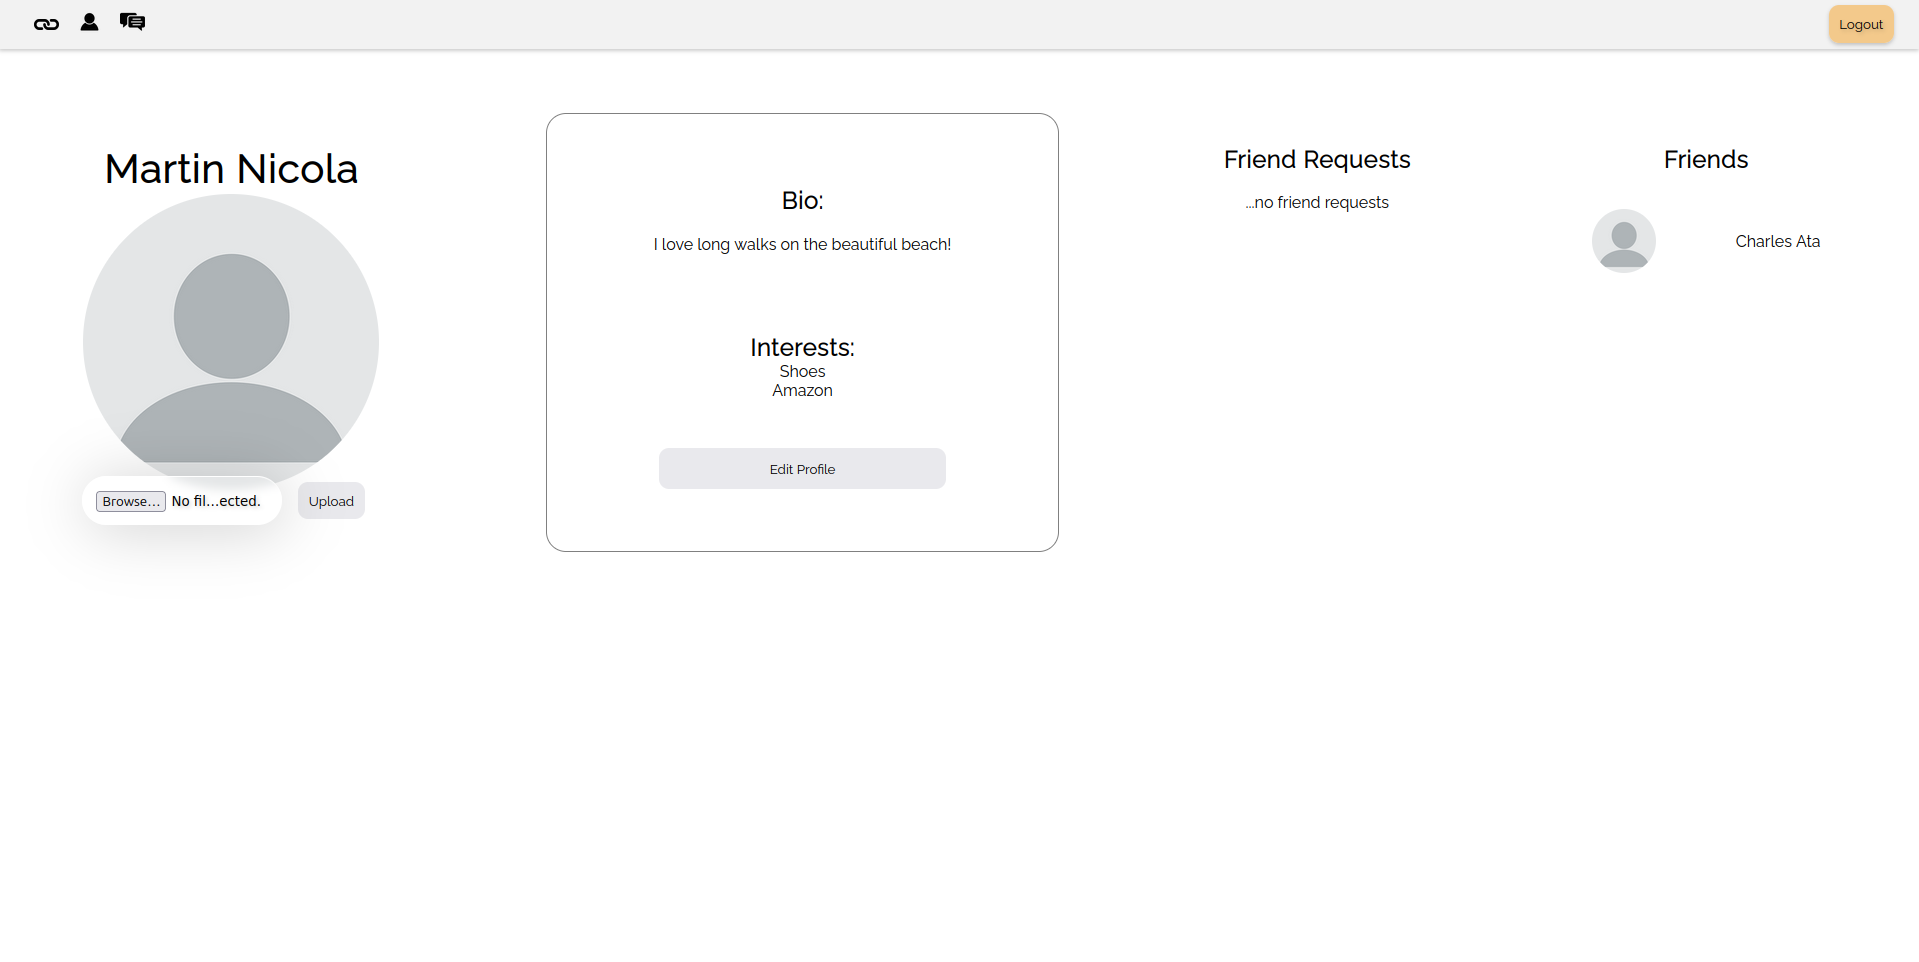 Logout
Martin Nicola
Browse... No fil...ected.
Upload
Bio:
I love long walks on the beautiful beach!
Interests:
Shoes
Amazon
Edit Profile
Friend Requests
...no friend requests
Friends
Charles Ata